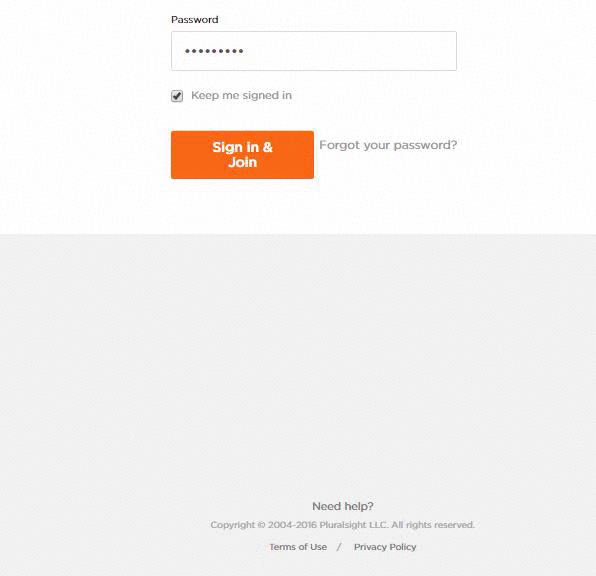 Password
•••••••••
Keep me signed in
Sign in &
Join
Forgot your password?
Need help?
Copyright © 2004-2016 Pluralsight LLC. All rights reserved.
Terms of Use / Privacy Policy